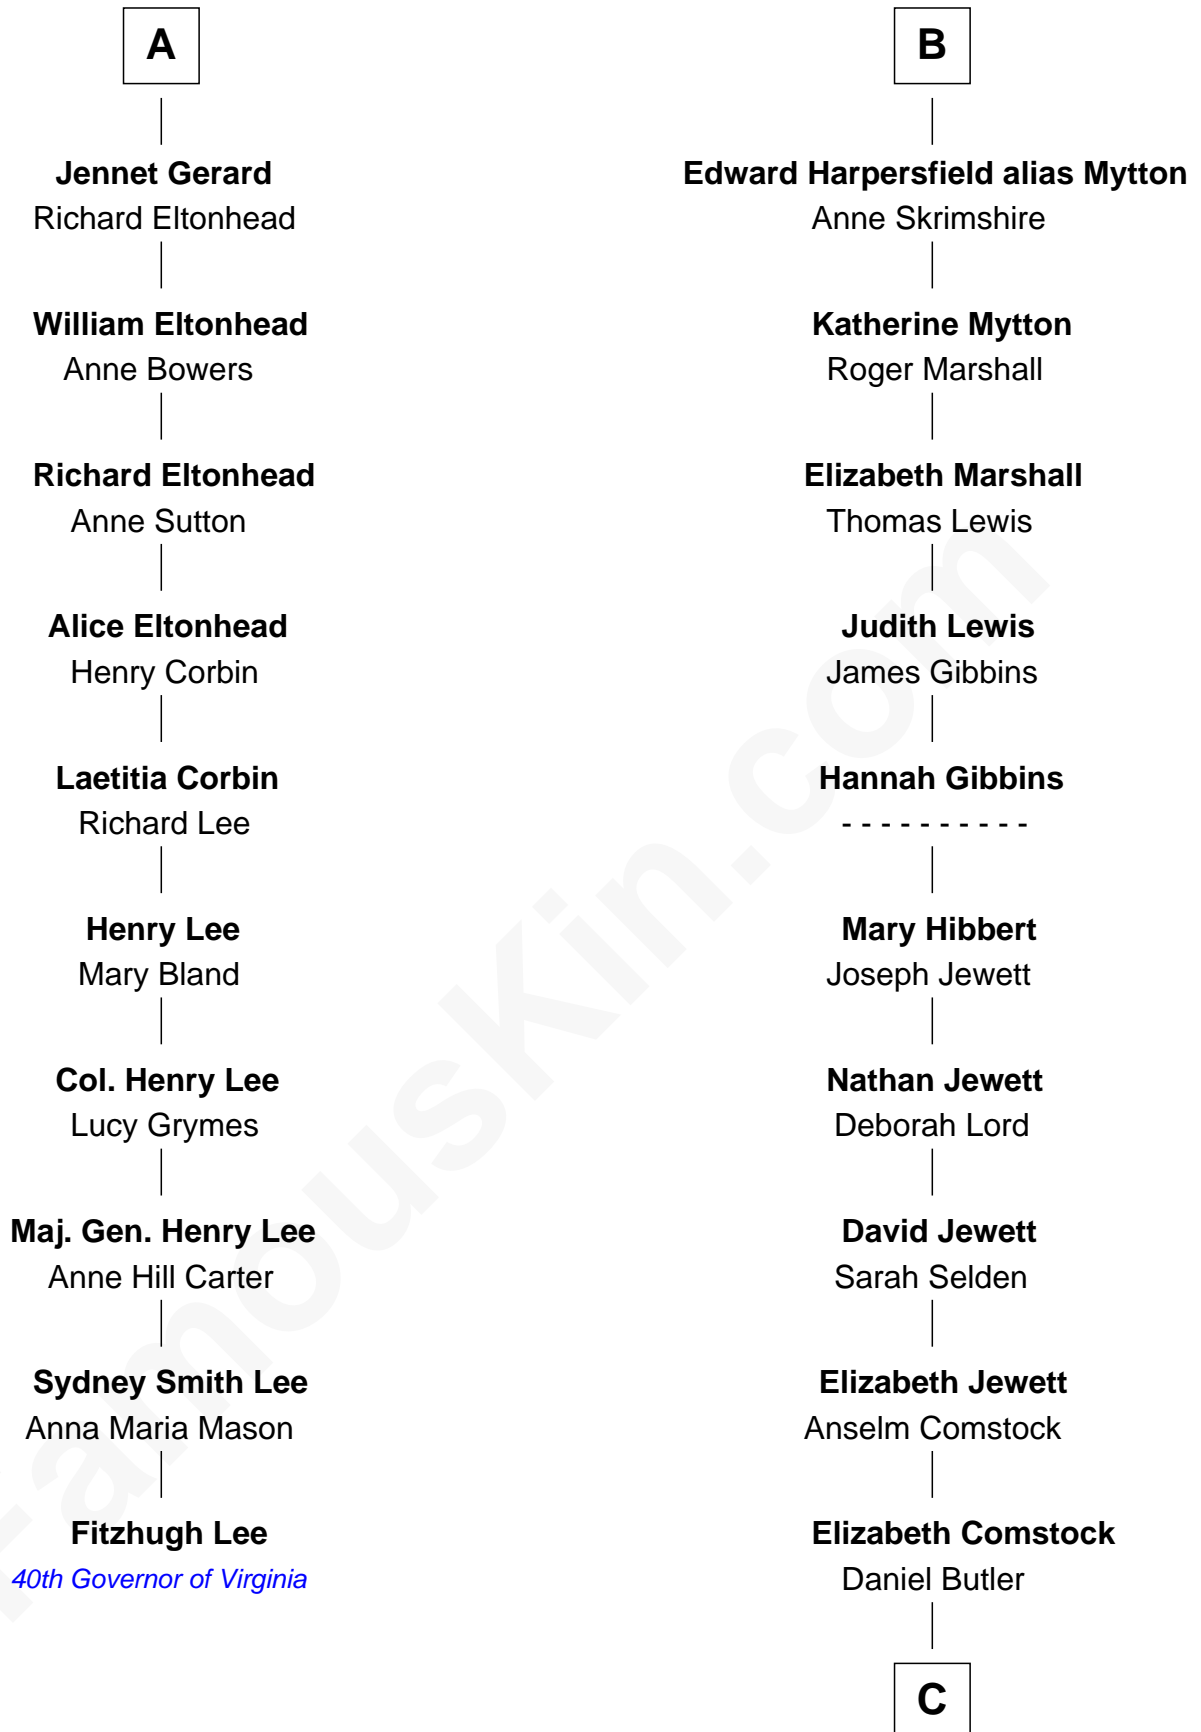 A
Jennet Gerard
Richard Eltonhead
William Eltonhead
Anne Bowers
Richard Eltonhead
Anne Sutton
Alice Eltonhead
Henry Corbin
Laetitia Corbin
Richard Lee
Henry Lee
Mary Bland
Col. Henry Lee
Lucy Grymes
Maj. Gen. Henry Lee
Anne Hill Carter
Sydney Smith Lee
Anna Maria Mason
Fitzhugh Lee
40th Governor of Virginia
B
Edward Harpersfield alias Mytton
Anne Skrimshire
Katherine Mytton
Roger Marshall
Elizabeth Marshall
Thomas Lewis
Judith Lewis
James Gibbins
Hannah Gibbins
- - - - - - - - - -
Mary Hibbert
Joseph Jewett
Nathan Jewett
Deborah Lord
David Jewett
Sarah Selden
Elizabeth Jewett
Anselm Comstock
Elizabeth Comstock
Daniel Butler
C
FamousKin.com